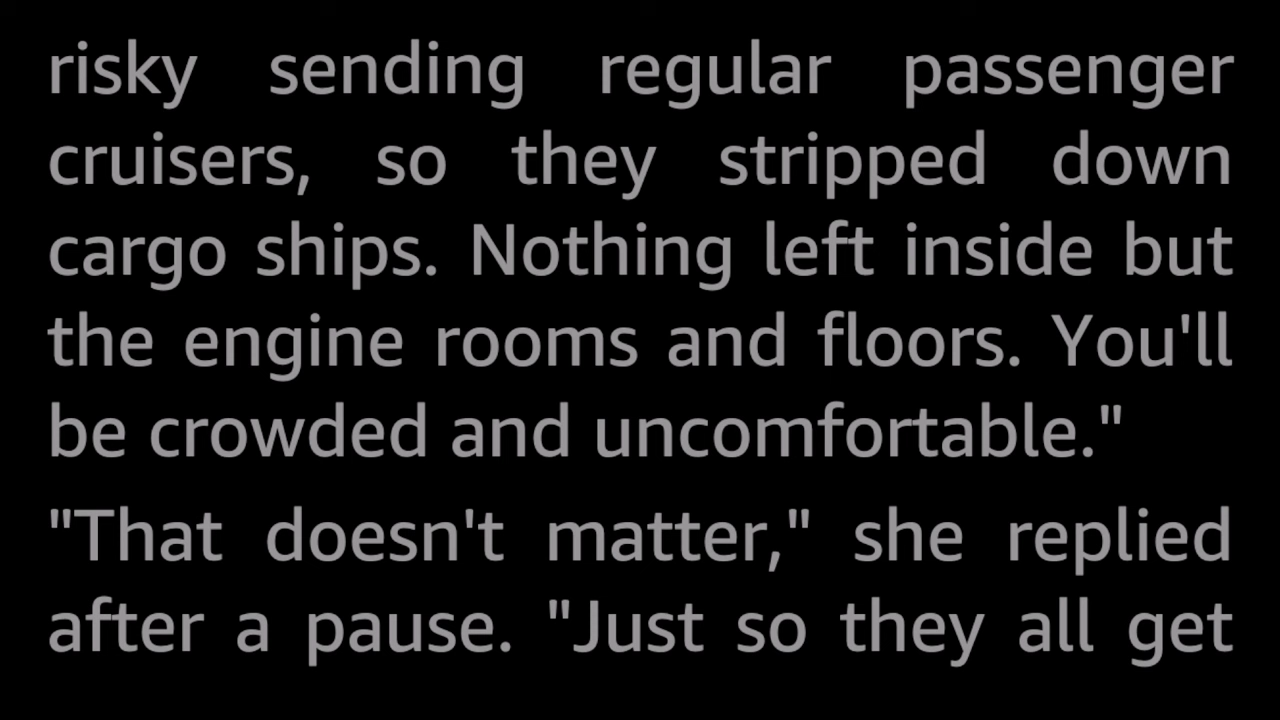 risky sending regular passenger
cruisers, so they stripped down
cargo ships. Nothing left inside but
the engine rooms and floors. You'll
be crowded and uncomfortable."
"That doesn't matter," she replied
after a pause. "Just so they all get